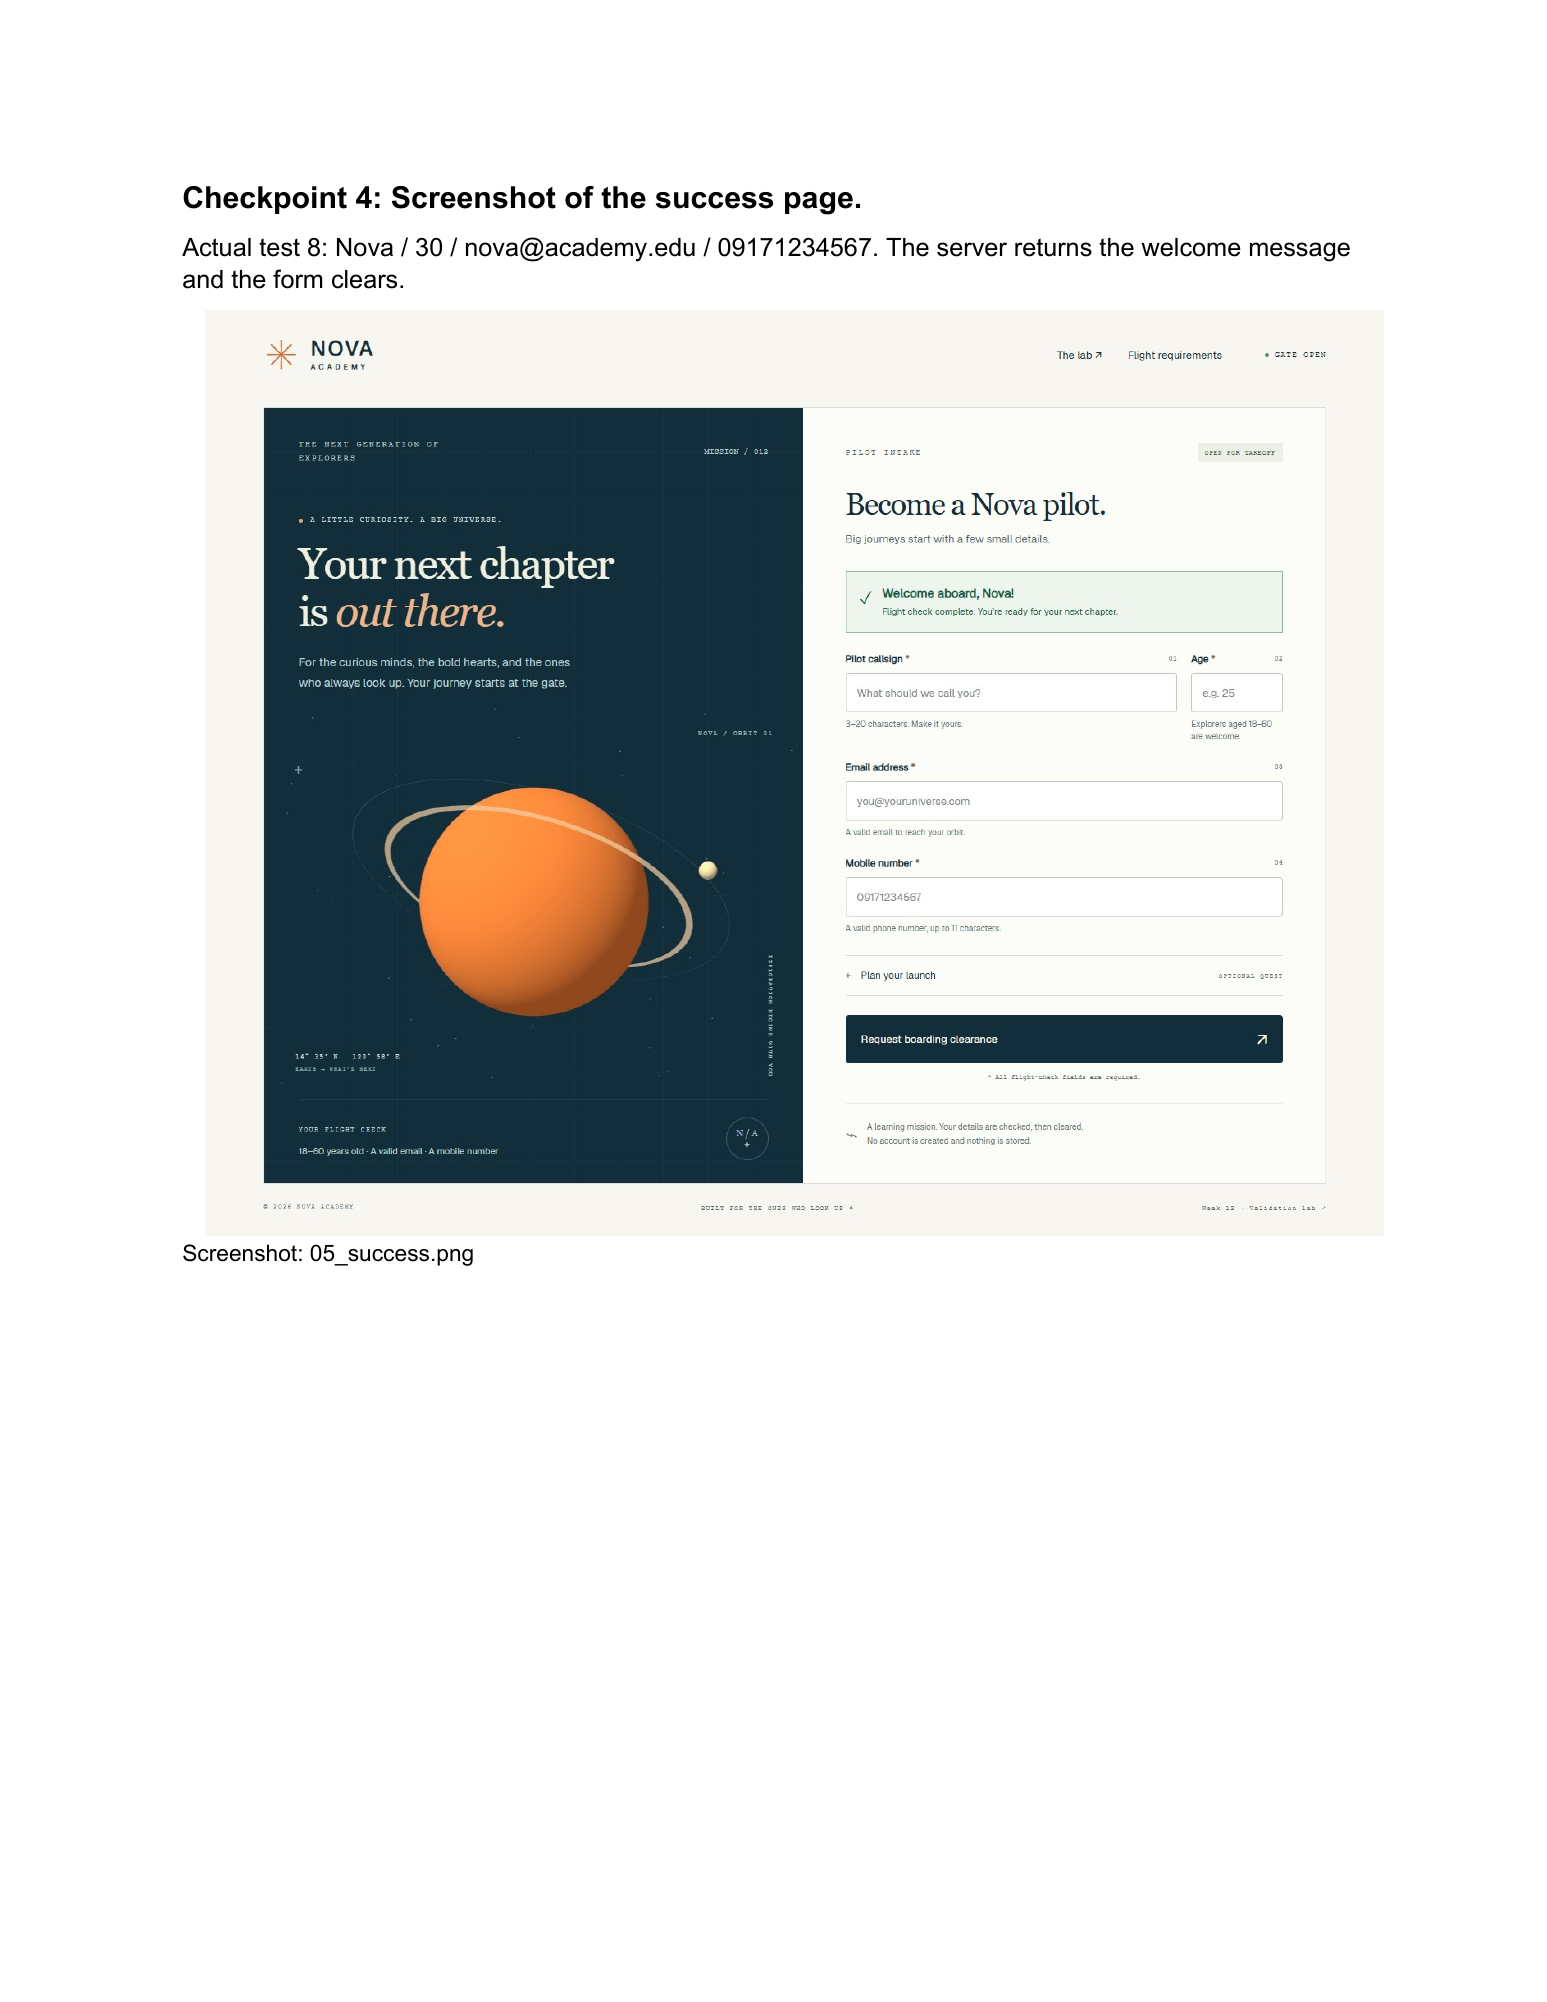 Checkpoint 4: Screenshot of the success page.
Actual test 8: Nova / 30 / nova@academy.edu / 09171234567. The server returns the welcome message
and the form clears.
NOVA
ACADEMY
The lab ↗
Flight requirements
GATE OPEN
THE NEXT GENERATION OF
EXPLORERS
MISSION / 012
A LITTLE CURIOSITY. A BIG UNIVERSE.
Your next chapter
is out there.
For the curious minds, the bold hearts, and the ones
who always look up. Your journey starts at the gate.
NOVA / ORBIT 01
14° 35' N 120° 58' E
EARTH → WHAT'S NEXT
YOUR FLIGHT CHECK
18–60 years old · A valid email · A mobile number
N/A
PILOT INTAKE
OPEN FOR TAKEOFF
Become a Nova pilot.
Big journeys start with a few small details.
✓ Welcome aboard, Nova!
Flight check complete. You're ready for your next chapter.
Pilot callsign * 01
Age * 02
What should we call you?
e.g. 25
3–20 characters. Make it yours.
Explorers aged 18–60
are welcome.
Email address * 03
you@youruniverse.com
A valid email to reach your orbit.
Mobile number * 04
09171234567
A valid phone number, up to 11 characters.
+ Plan your launch
OPTIONAL QUEST
Request boarding clearance ↗
* All flight-check fields are required.
A learning mission. Your details are checked, then cleared.
No account is created and nothing is stored.
© 2026 NOVA ACADEMY
BUILT FOR THE ONES WHO LOOK UP
Week 12 · Validation lab ↗
Screenshot: 05_success.png